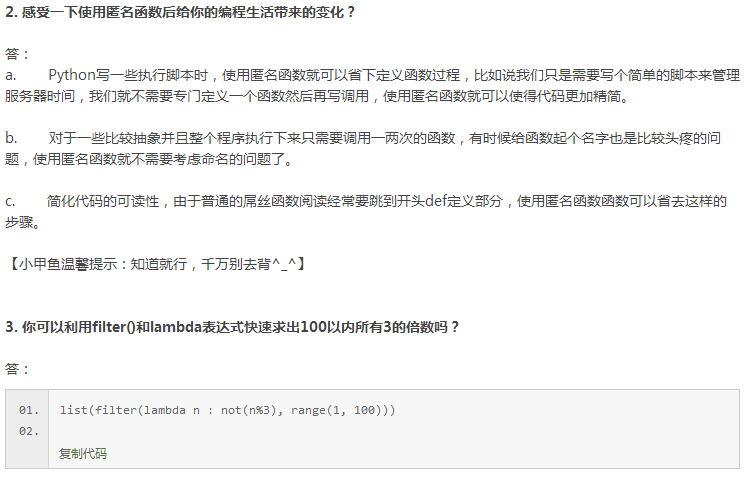 2. 感受一下使用匿名函数后给你的编程生活带来的变化？
答：
a. Python写一些执行脚本时，使用匿名函数就可以省下定义函数过程，比如说我们只是需要写个简单的脚本来管理
服务器时间，我们就不需要专门定义一个函数然后再写调用，使用匿名函数就可以使得代码更加精简。
b. 对于一些比较抽象并且整个程序执行下来只需要调用一两次的函数，有时候给函数起个名字也是比较头疼的问
题，使用匿名函数就不需要考虑命名的问题了。
c. 简化代码的可读性，由于普通的屌丝函数阅读经常要跳到开头def定义部分，使用匿名函数函数可以省去这样的
步骤。
【小甲鱼温馨提示：知道就行，千万别去背^_^】
3. 你可以利用filter()和lambda表达式快速求出100以内所有3的倍数吗？
答：
01. list(filter(lambda n : not(n%3), range(1, 100)))
02.
复制代码